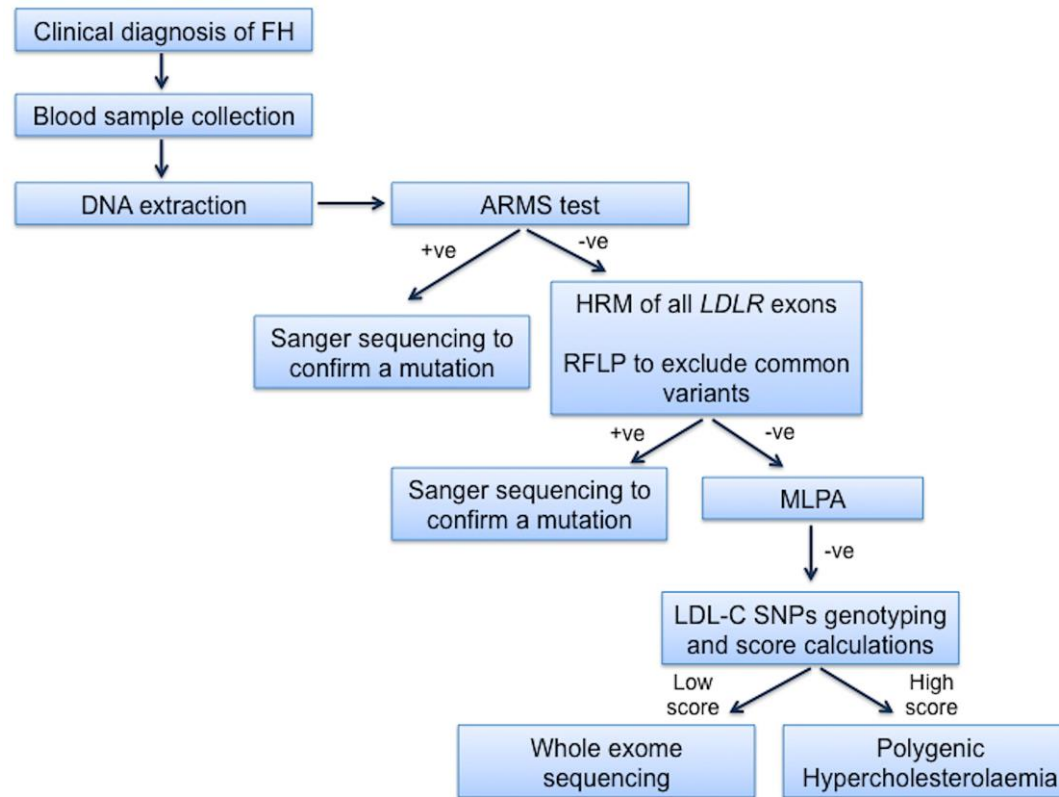 Clinical diagnosis of FH
Blood sample collection
DNA extraction
ARMS test
+ve
-ve
Sanger sequencing to
confirm a mutation
HRM of all LDLR exons
RFLP to exclude common
variants
+ve
-ve
Sanger sequencing to
confirm a mutation
MLPA
-ve
LDL-C SNPs genotyping
and score calculations
Low
score
High
score
Whole exome
sequencing
Polygenic
Hypercholesterolaemia